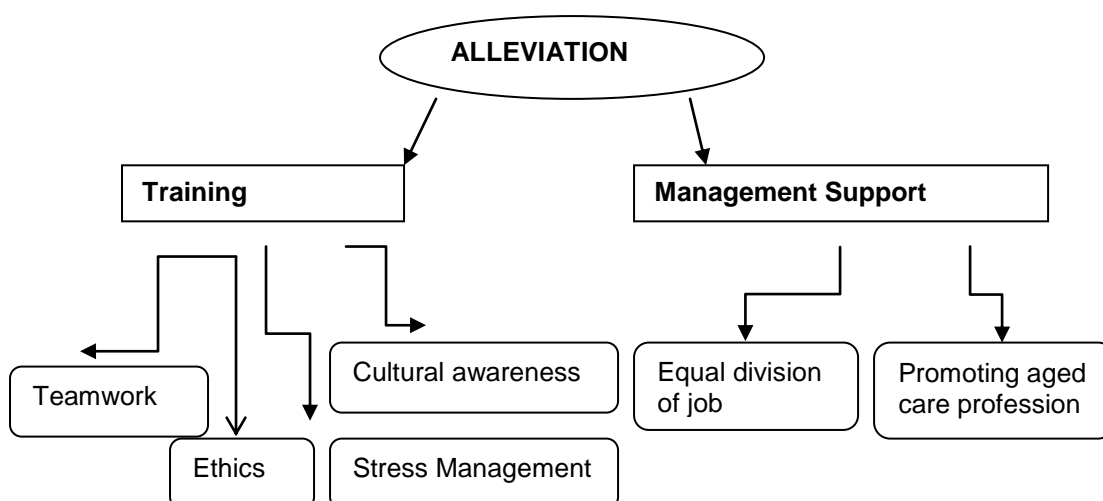 ALLEVIATION
Training
Management Support
Teamwork
Ethics
Cultural awareness
Stress Management
Equal division
of job
Promoting aged
care profession